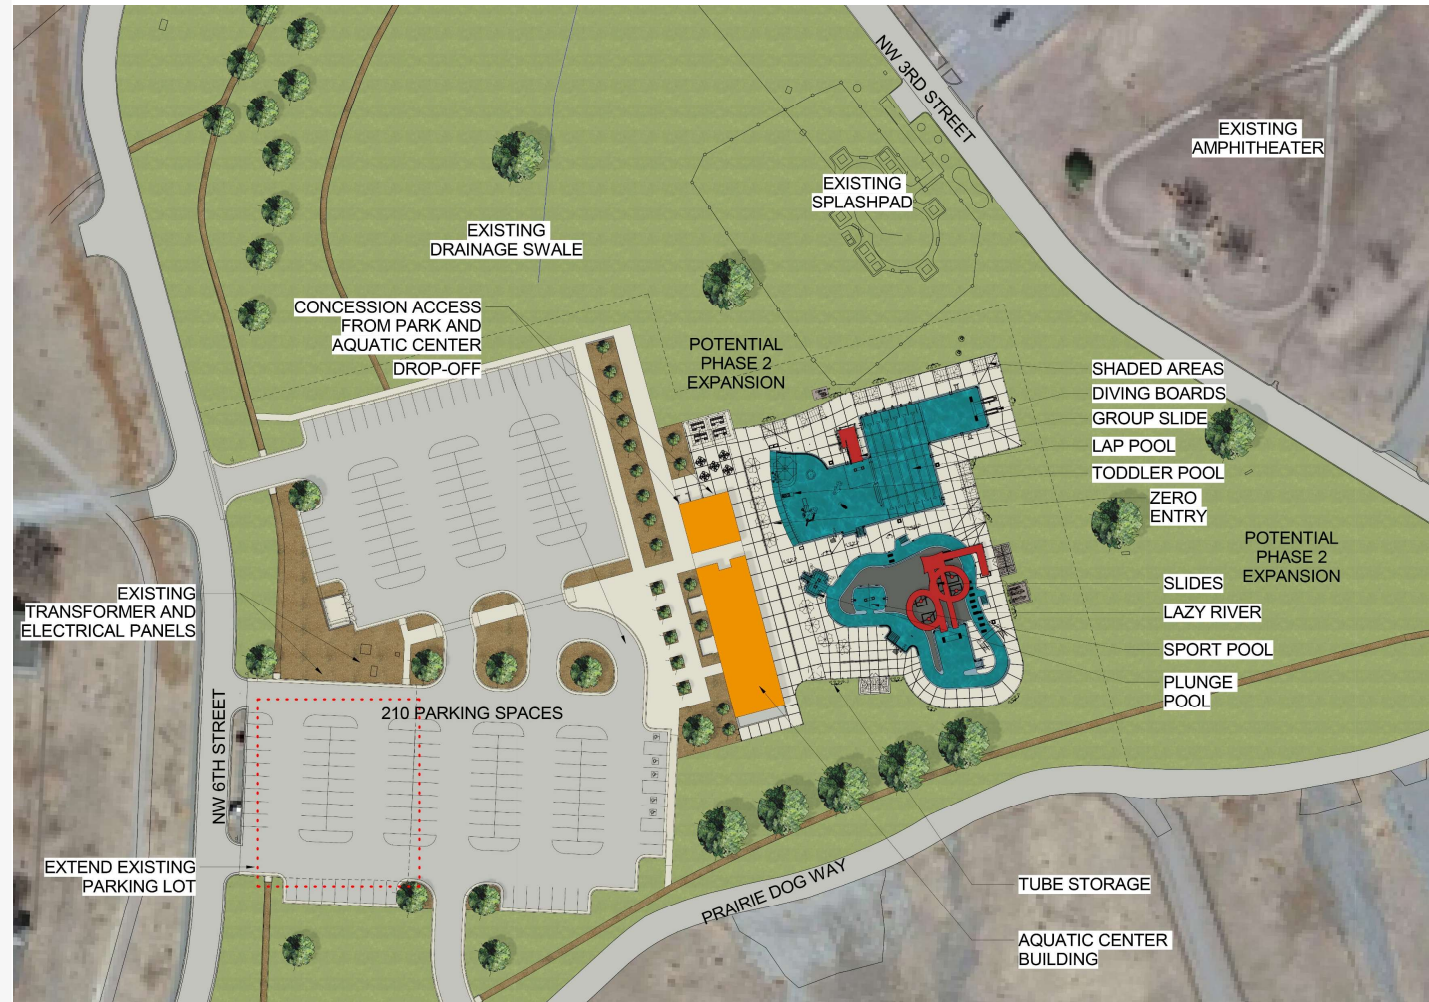 NW 3RD STREET
EXISTING
AMPHITHEATER
EXISTING
SPLASHPAD
EXISTING
DRAINAGE SWALE
CONCESSION ACCESS
FROM PARK AND
AQUATIC CENTER
DROP-OFF
POTENTIAL
PHASE 2
EXPANSION
SHADED AREAS
DIVING BOARDS
GROUP SLIDE
LAP POOL
TODDLER POOL
ZERO
ENTRY
POTENTIAL
PHASE 2
EXPANSION
SLIDES
LAZY RIVER
SPORT POOL
PLUNGE
POOL
EXISTING
TRANSFORMER AND
ELECTRICAL PANELS
210 PARKING SPACES
NW 6TH STREET
EXTEND EXISTING
PARKING LOT
PRAIRIE DOG WAY
TUBE STORAGE
AQUATIC CENTER
BUILDING